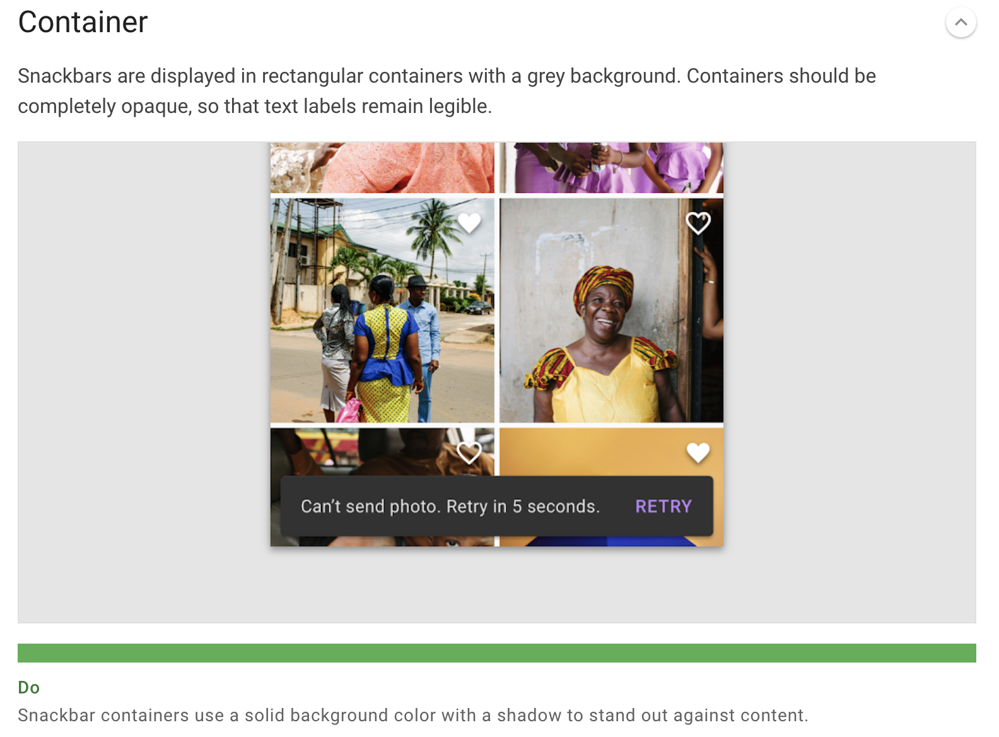 Container
Snackbars are displayed in rectangular containers with a grey background. Containers should be
completely opaque, so that text labels remain legible.
Can’t send photo. Retry in 5 seconds. RETRY
Do
Snackbar containers use a solid background color with a shadow to stand out against content.